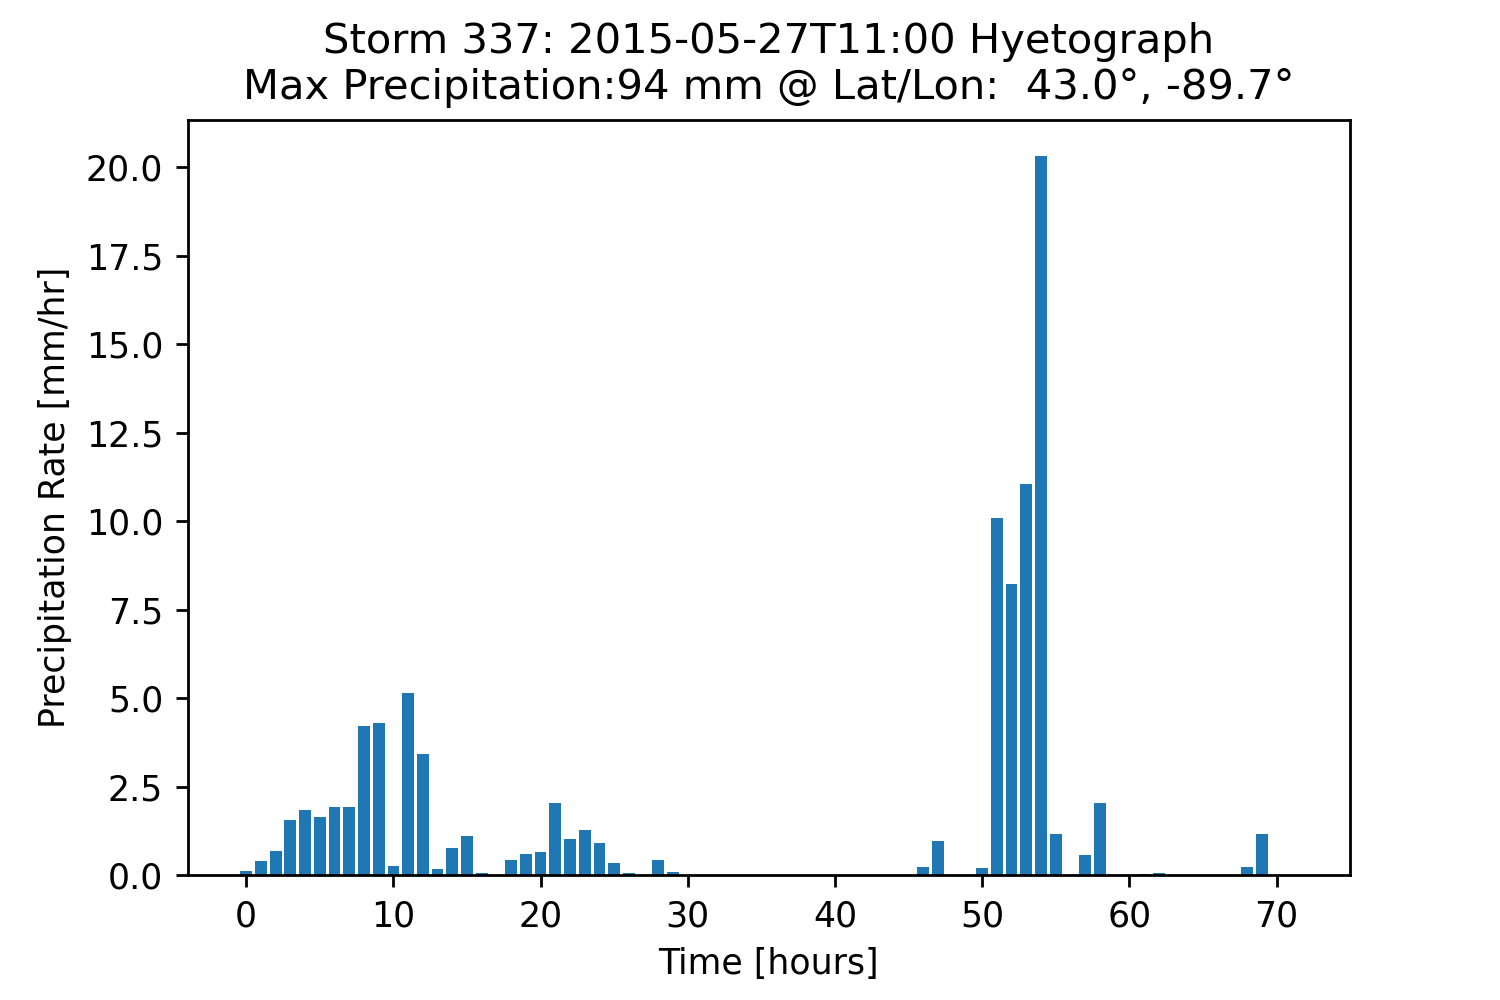 Storm 337: 2015-05-27T11:00 Hyetograph
Max Precipitation:94 mm @ Lat/Lon:  43.0°, -89.7°
20.0
17.5
15.0
12.5
10.0
7.5
5.0
2.5
0.0
Precipitation Rate [mm/hr]
0 10 20 30 40 50 60 70
Time [hours]